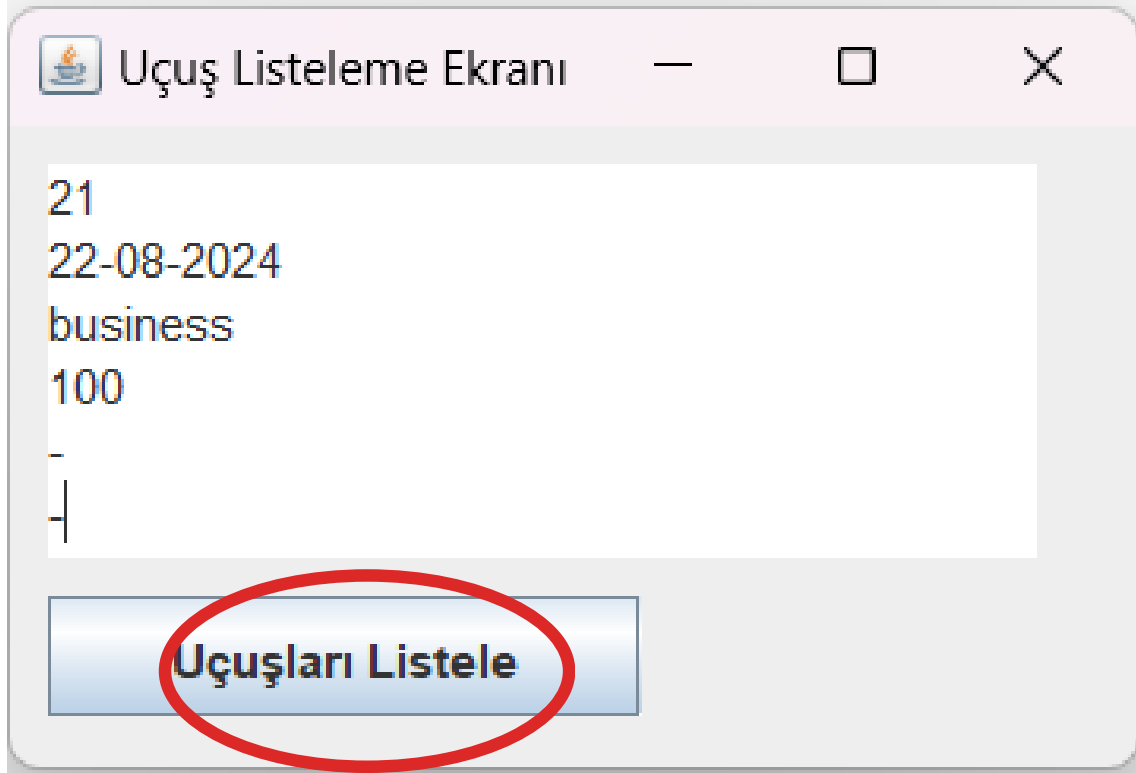 Uçuş Listeleme Ekranı
21
22-08-2024
business
100
-
-
Uçuşları Listele